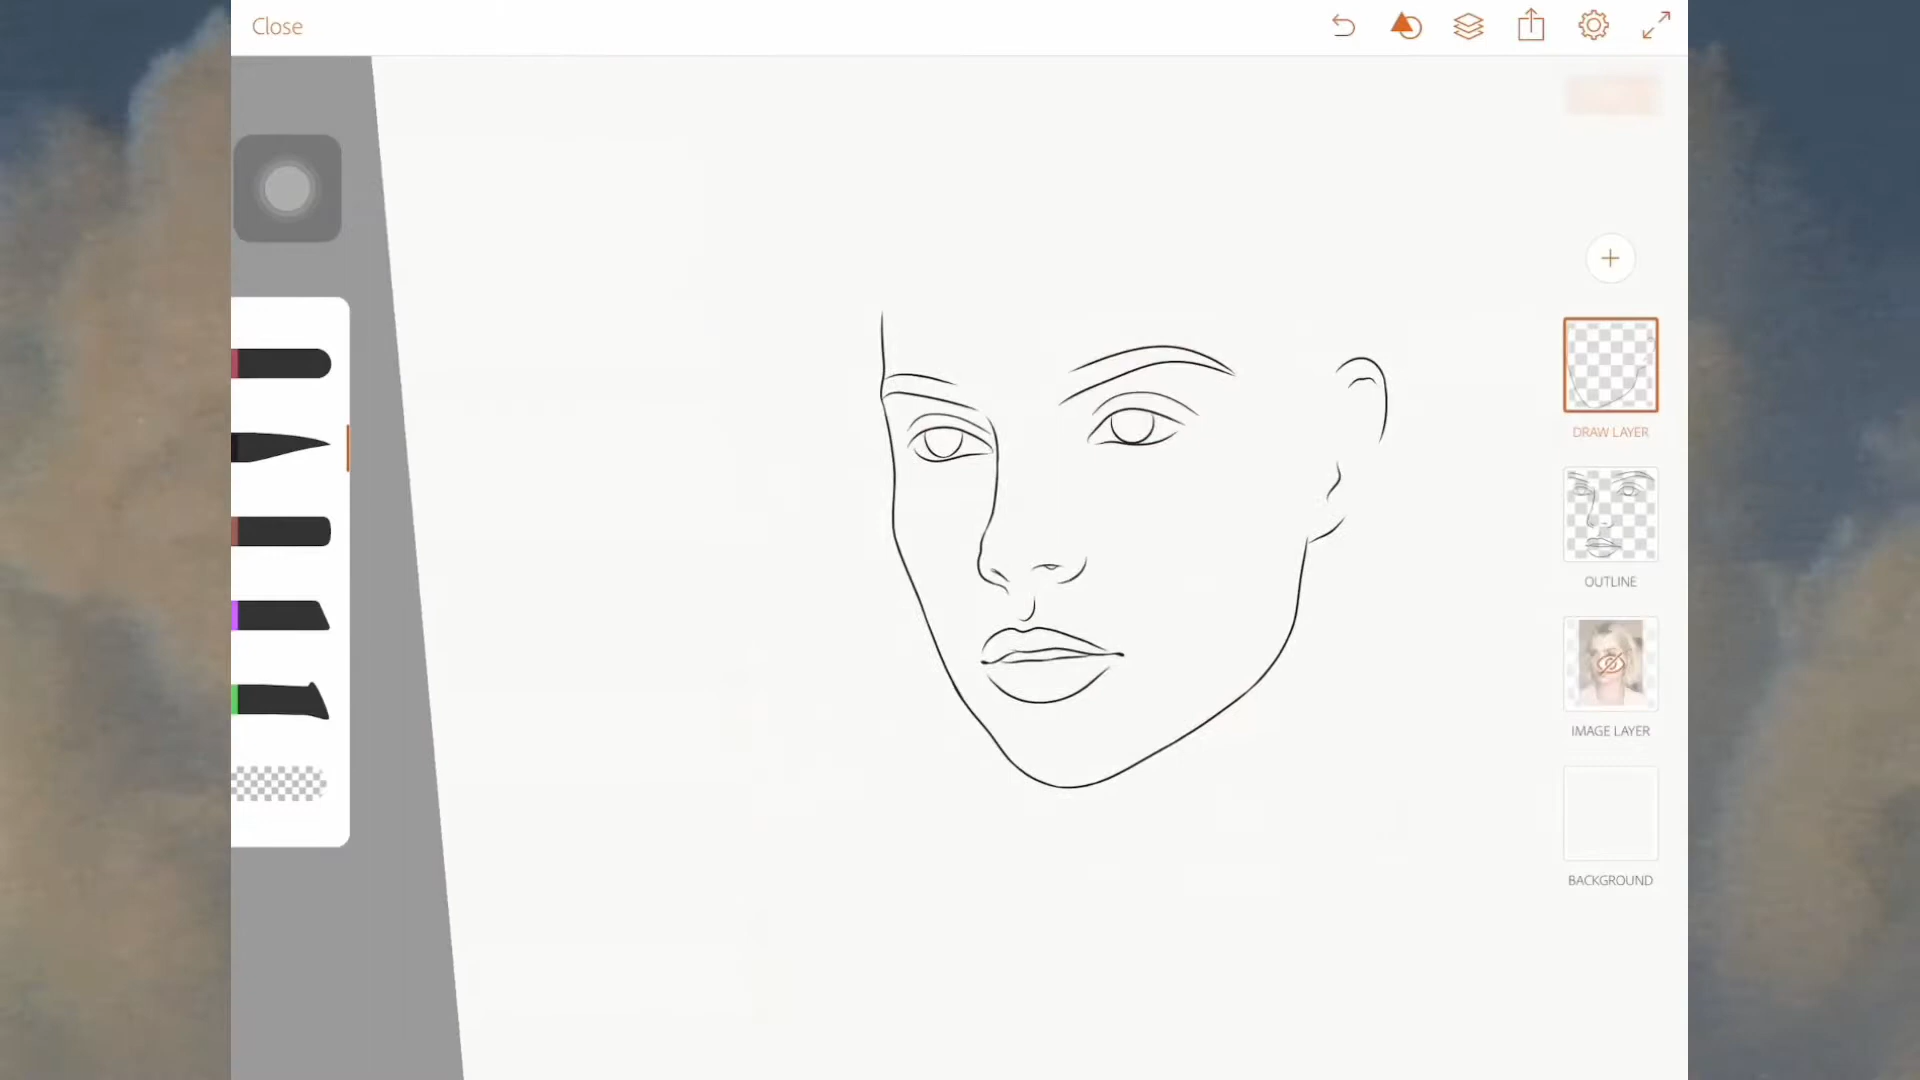 Close
DRAW LAYER
OUTLINE
IMAGE LAYER
BACKGROUND